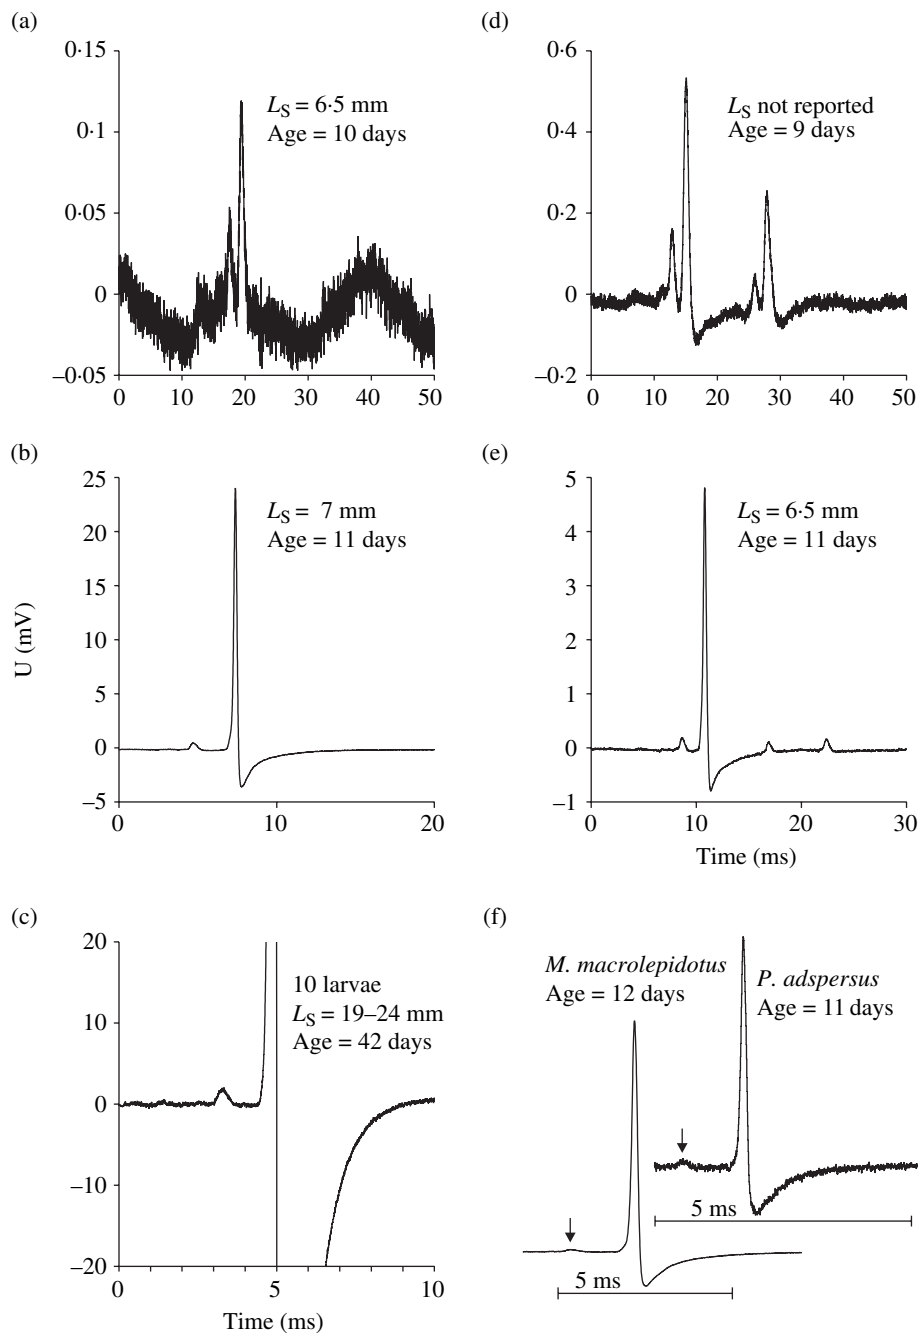 (a)
0·15
0·1
0·05
0
–0·05
0 10 20 30 40 50
L_S = 6·5 mm
Age = 10 days
(d)
0·6
0·4
0·2
0
–0·2
0 10 20 30 40 50
L_S not reported
Age = 9 days
(b)
25
20
15
10
5
0
–5
0 10 20
L_S = 7 mm
Age = 11 days
U (mV)
(e)
5
4
3
2
1
0
–1
0 10 20 30
Time (ms)
L_S = 6·5 mm
Age = 11 days
(c)
20
10
0
–10
–20
0 5 10
Time (ms)
10 larvae
L_S = 19–24 mm
Age = 42 days
(f)
M. macrolepidotus
Age = 12 days
P. adspersus
Age = 11 days
5 ms
5 ms